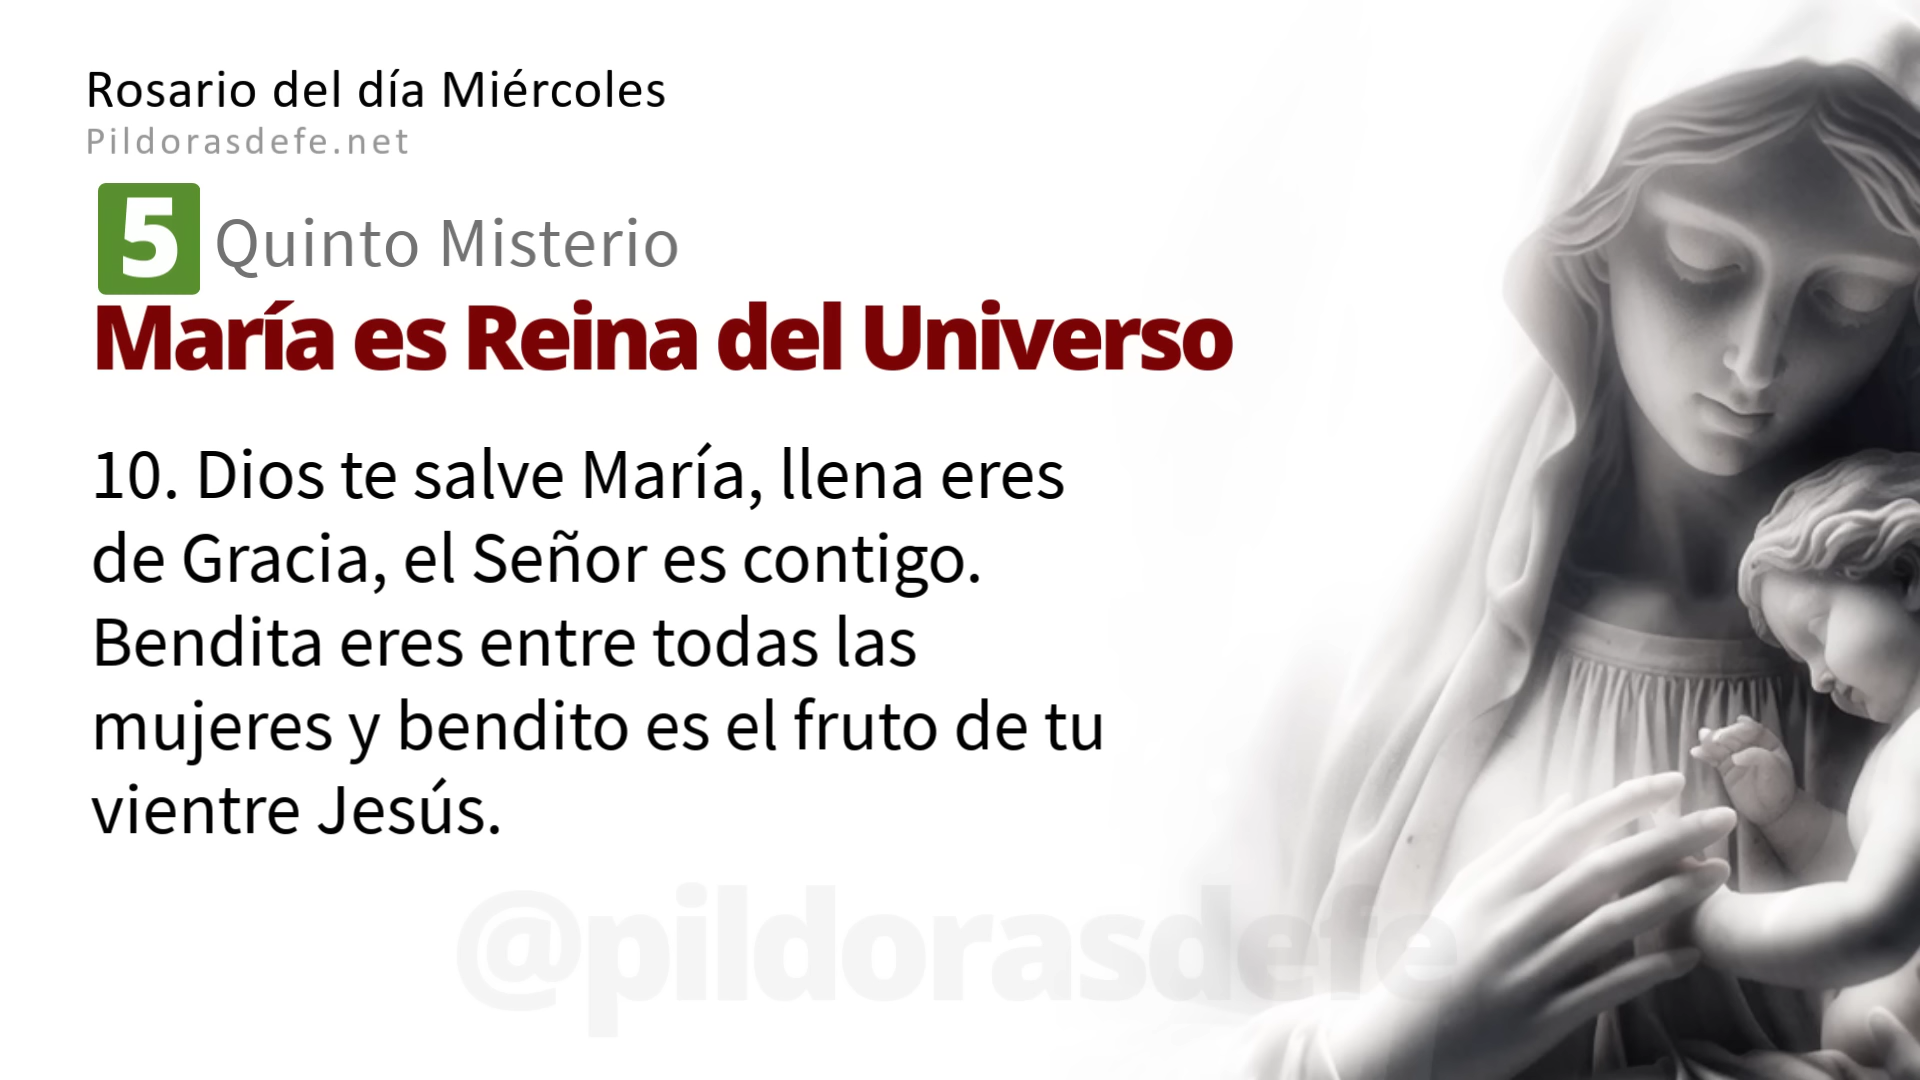 Rosario del día Miércoles
Pildorasdefe.net
5 Quinto Misterio
María es Reina del Universo
10. Dios te salve María, llena eres
de Gracia, el Señor es contigo.
Bendita eres entre todas las
mujeres y bendito es el fruto de tu
vientre Jesús.
@pildorasdefe